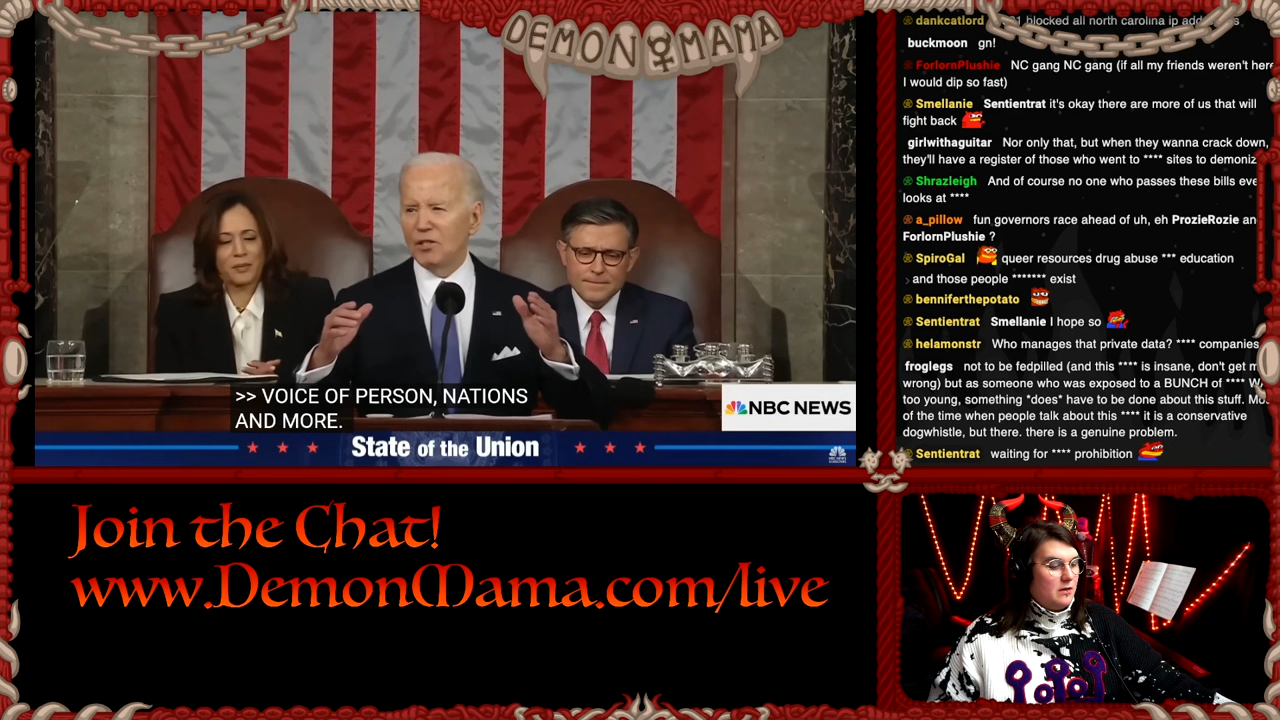 DEMON MAMA
>> VOICE OF PERSON, NATIONS
AND MORE.
NBC NEWS
State of the Union
Join the Chat!
www.DemonMama.com/live
dankcatlord blocked all north carolina ip
buckmoon gn!
ForlornPlushie NC gang NC gang (if all my friends weren't here
I would dip so fast)
Smellanie Sentientrat it's okay there are more of us that will
fight back
girlwithaguitar Nor only that, but when they wanna crack down,
they'll have a register of those who went to **** sites to demoniz
Shrazleigh And of course no one who passes these bills eve
looks at ****
a_pillow fun governors race ahead of uh, eh ProzieRozie an
ForlornPlushie ?
SpiroGal queer resources drug abuse *** education
and those people ******* exist
benniferthepotato
Sentientrat Smellanie I hope so
helamonstr Who manages that private data? **** companies
froglegs not to be fedpilled (and this **** is insane, don't get m
wrong) but as someone who was exposed to a BUNCH of **** W
too young, something *does* have to be done about this stuff. Mo
of the time when people talk about this **** it is a conservative
dogwhistle, but there. there is a genuine problem.
Sentientrat waiting for **** prohibition